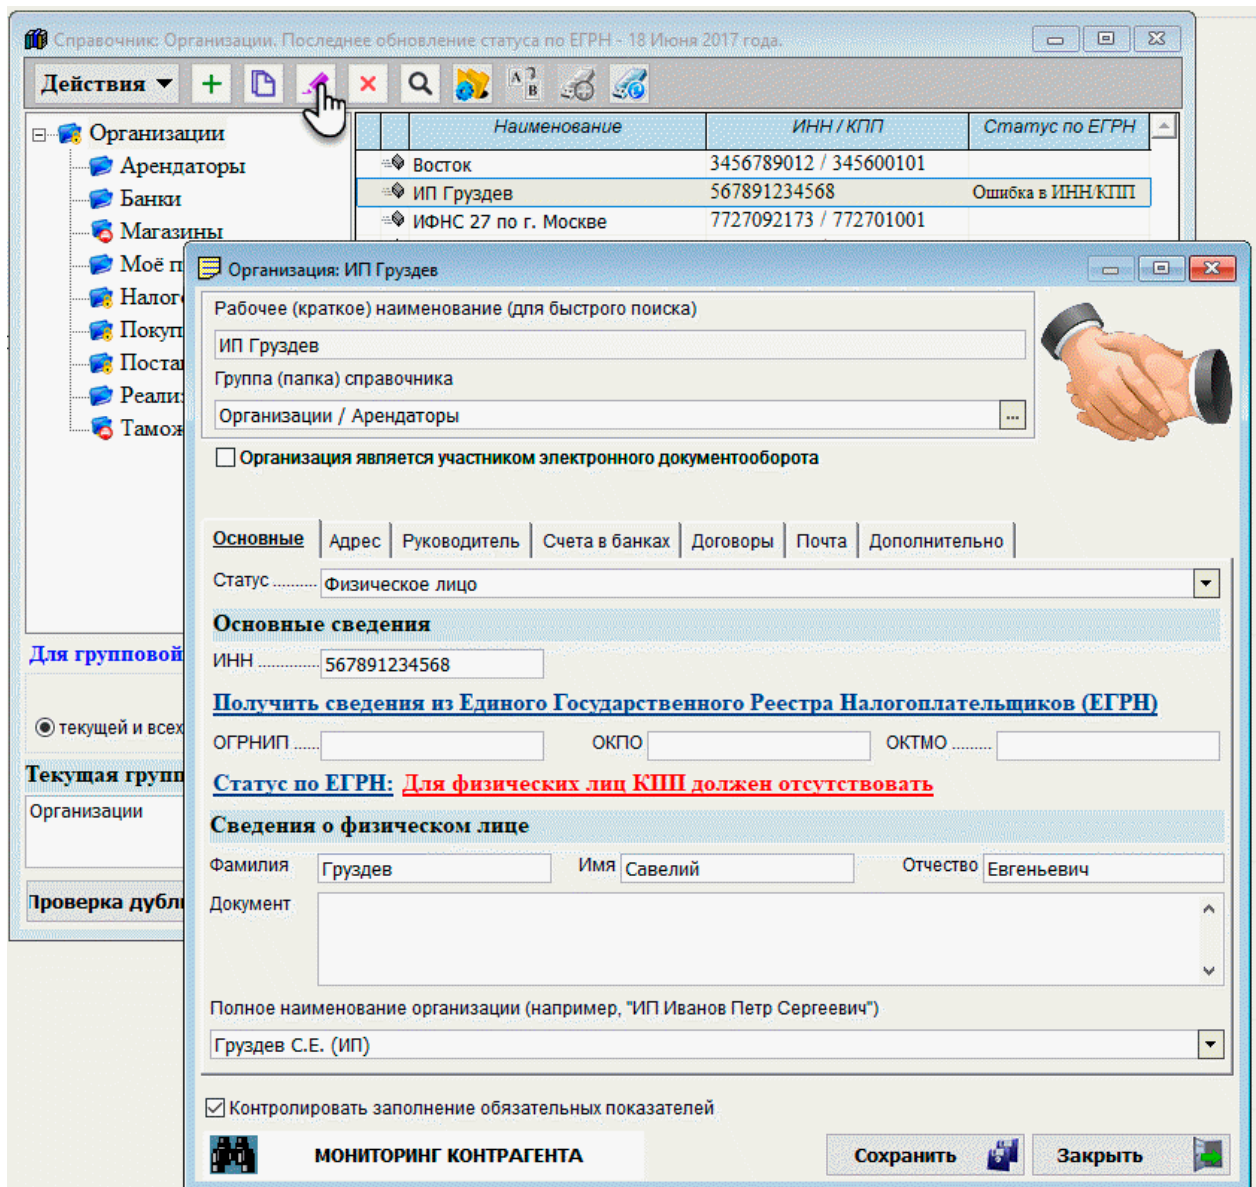 Справочник: Организации. Последнее обновление статуса по ЕГРН - 18 Июня 2017 года.
Действия
A B
Организации
Арендаторы
Банки
Магазины
Моё п
Налого
Покуп
Поста
Реали
Тамож
Наименование ИНН / КПП Статус по ЕГРН
Восток 3456789012 / 345600101
ИП Груздев 567891234568 Ошибка в ИНН/КПП
ИФНС 27 по г. Москве 7727092173 / 772701001
Для групповой
текущей и всех
Текущая групп
Организации
Проверка дубл
Организация: ИП Груздев
Рабочее (краткое) наименование (для быстрого поиска)
ИП Груздев
Группа (папка) справочника
Организации / Арендаторы ...
Организация является участником электронного документооборота
Основные Адрес Руководитель Счета в банках Договоры Почта Дополнительно
Статус .......... Физическое лицо
Основные сведения
ИНН .............. 567891234568
Получить сведения из Единого Государственного Реестра Налогоплательщиков (ЕГРН)
ОГРНИП ...... ОКПО ОКТМО .........
Статус по ЕГРН: Для физических лиц КПП должен отсутствовать
Сведения о физическом лице
Фамилия Груздев Имя Савелий Отчество Евгеньевич
Документ
Полное наименование организации (например, "ИП Иванов Петр Сергеевич")
Груздев С.Е. (ИП)
Контролировать заполнение обязательных показателей
МОНИТОРИНГ КОНТРАГЕНТА Сохранить Закрыть